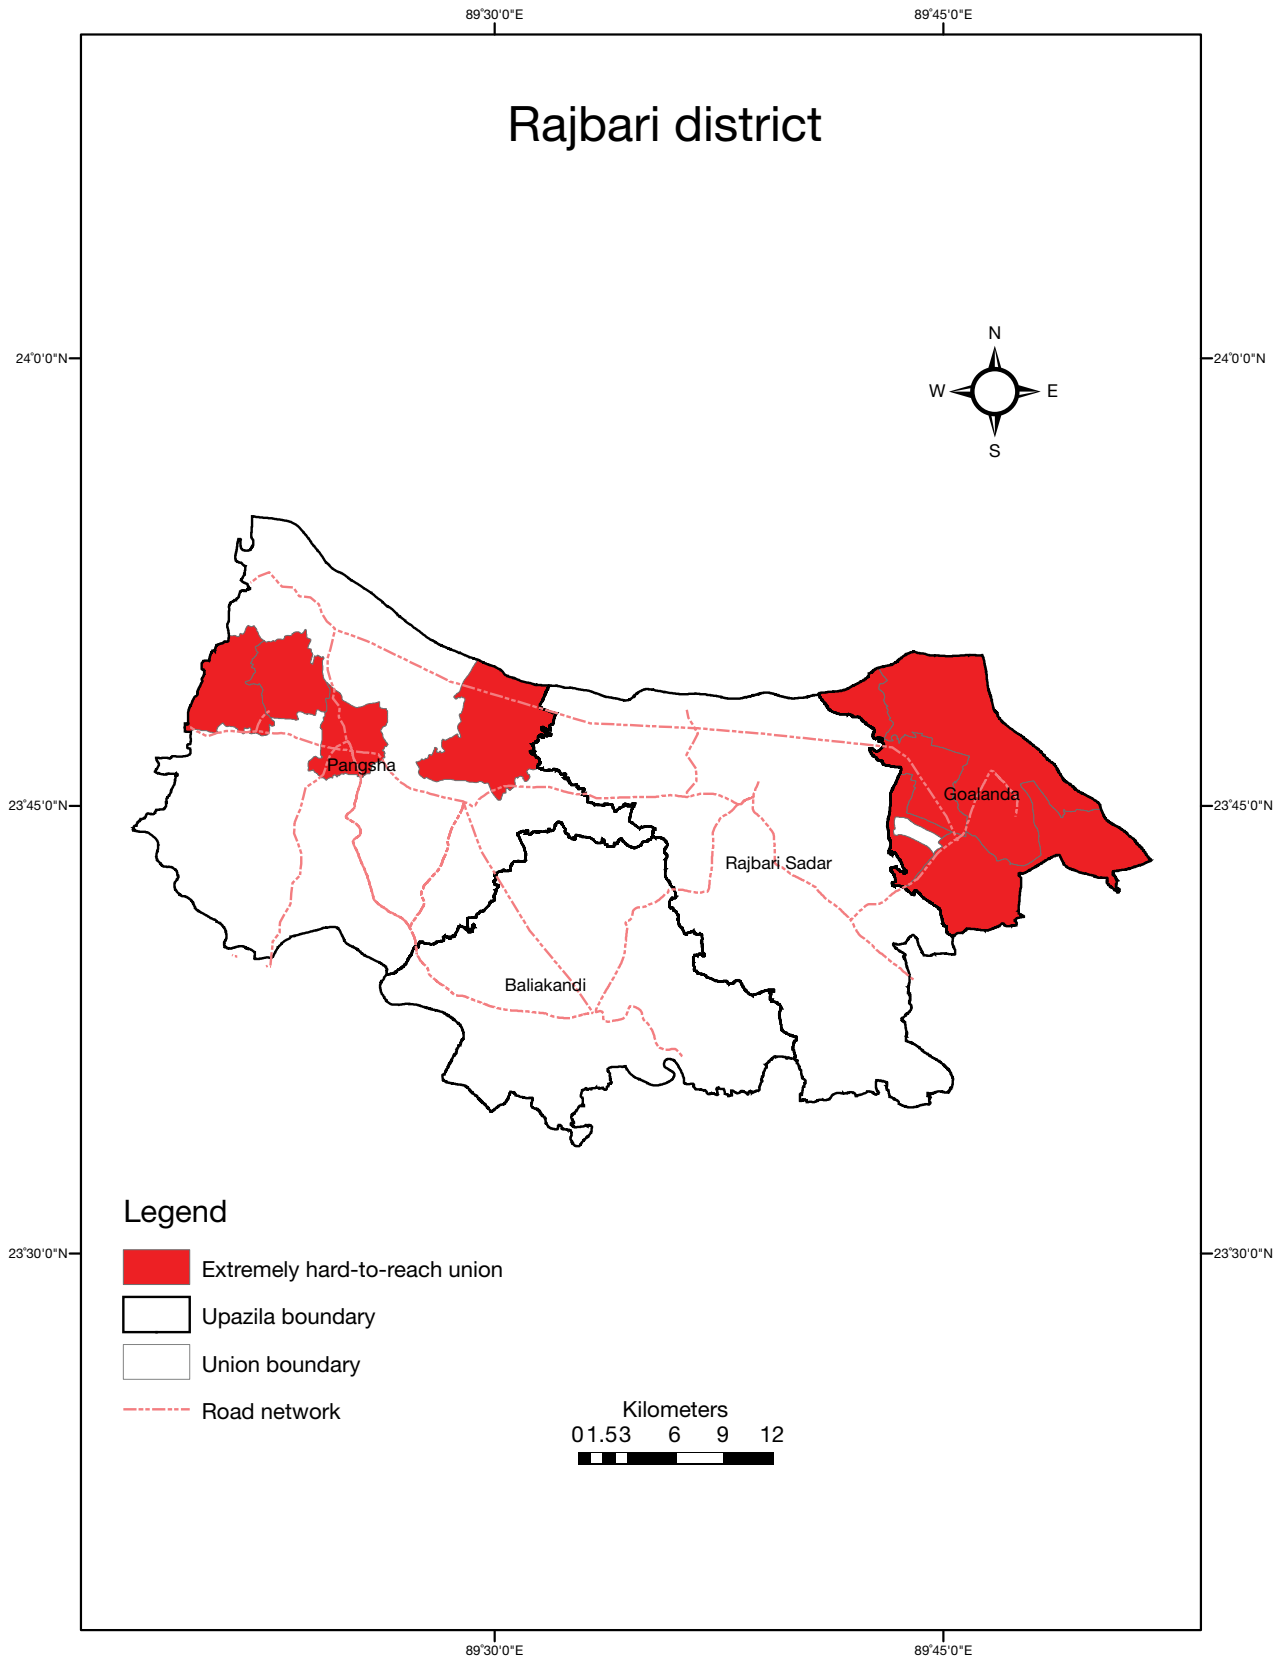 89°30'0"E 89°45'0"E
Rajbari district
N
24°0'0"N 24°0'0"N
W E
S
Pangsha
Goalanda
23°45'0"N 23°45'0"N
Rajbari Sadar
Baliakandi
Legend
23°30'0"N 23°30'0"N
Extremely hard-to-reach union
Upazila boundary
Union boundary
Road network
Kilometers
0 1.5 3 6 9 12
89°30'0"E 89°45'0"E